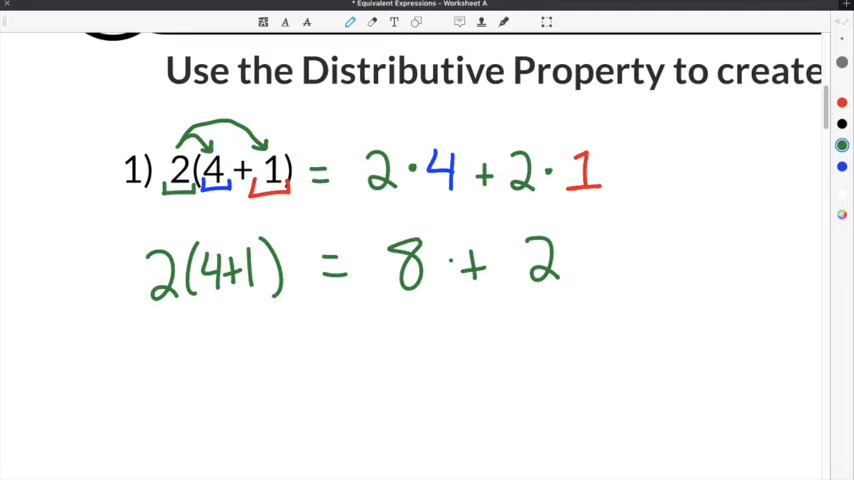 * Equivalent Expressions - Worksheet A
Use the Distributive Property to create
1) 2(4 + 1) = 2 · 4 + 2 · 1
2(4+1) = 8 + 2